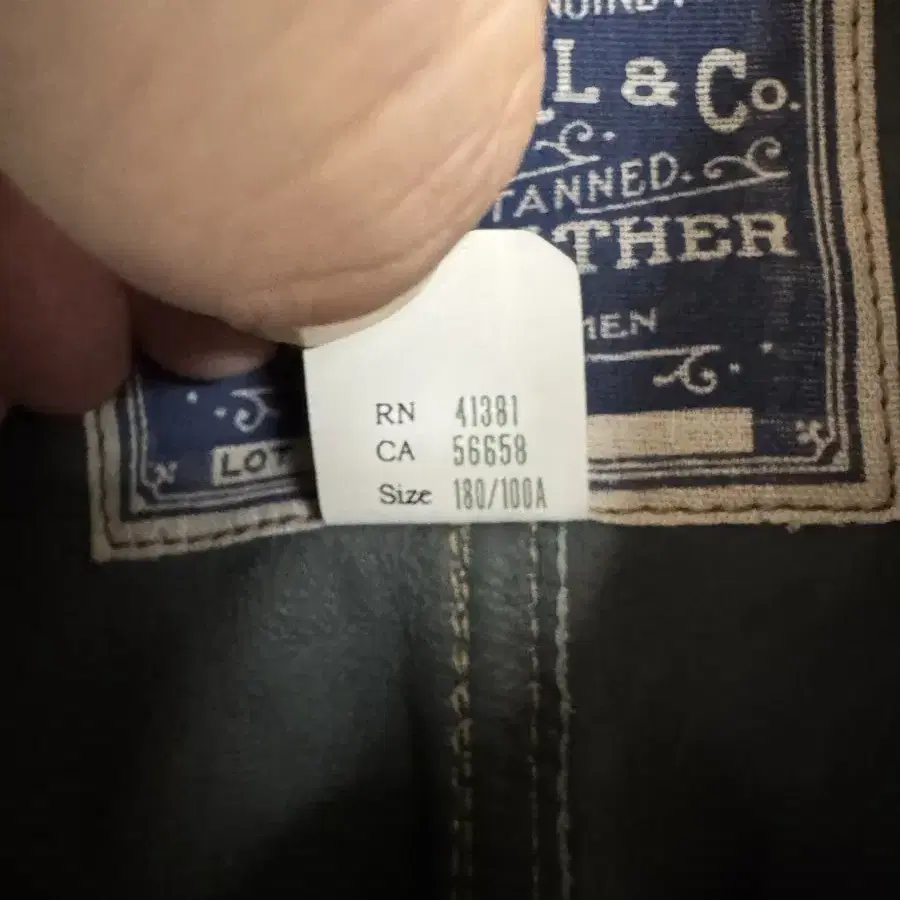 L & Co.
TANNED.
THER
MEN
RN 41381
CA 56658
Size 180/100A
LOT